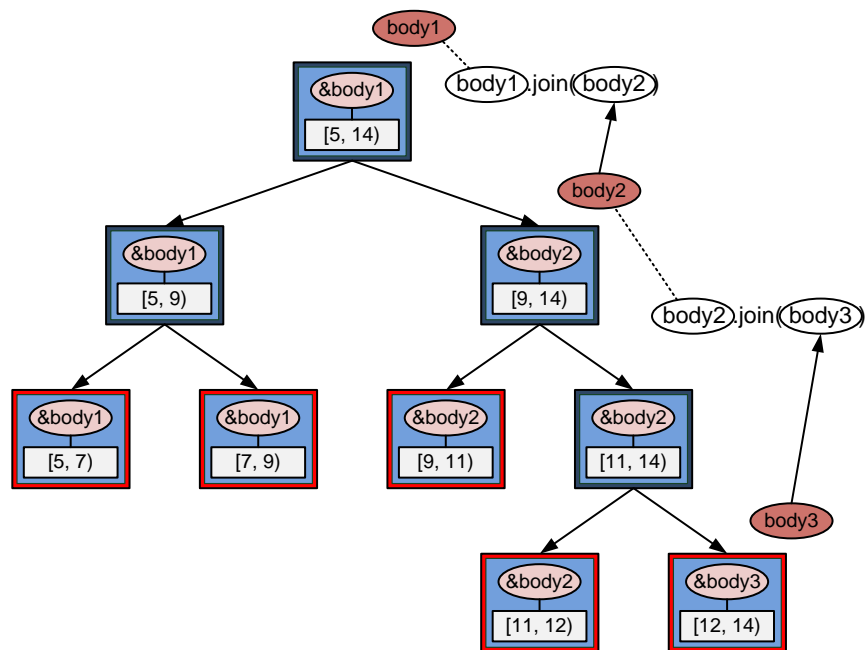 body1
&body1
body1.join(body2)
[5, 14)
body2
&body1
&body2
[5, 9)
[9, 14)
body2.join(body3)
&body1
&body1
&body2
&body2
[5, 7)
[7, 9)
[9, 11)
[11, 14)
body3
&body2
&body3
[11, 12)
[12, 14)